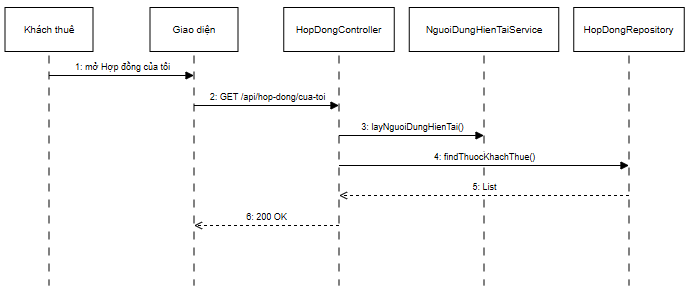 Khách thuê
Giao diện
HopDongController
NguoiDungHienTaiService
HopDongRepository
1: mở Hợp đồng của tôi
2: GET /api/hop-dong/cua-toi
3: layNguoiDungHienTai()
4: findThuocKhachThue()
5: List
6: 200 OK